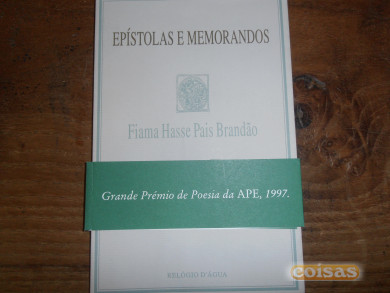 EPÍSTOLAS E MEMORANDOS
Fiama Hasse Pais Brandão
Grande Prémio de Poesia da APE, 1997.
RELÓGIO D'ÁGUA
coisas